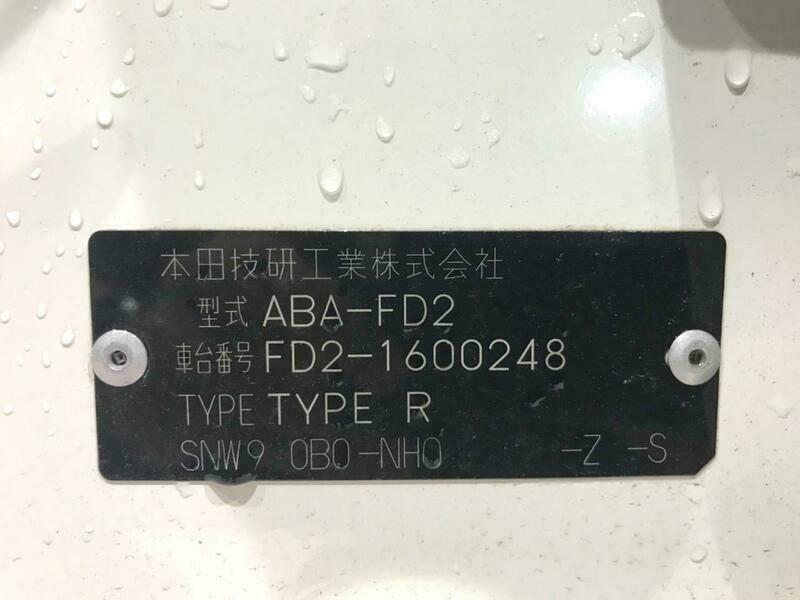 本田技研工業株式会社
型式 ABA-FD2
車台番号 FD2-1600248
TYPE TYPE R
SNW9 0B0-NH0 -Z -S